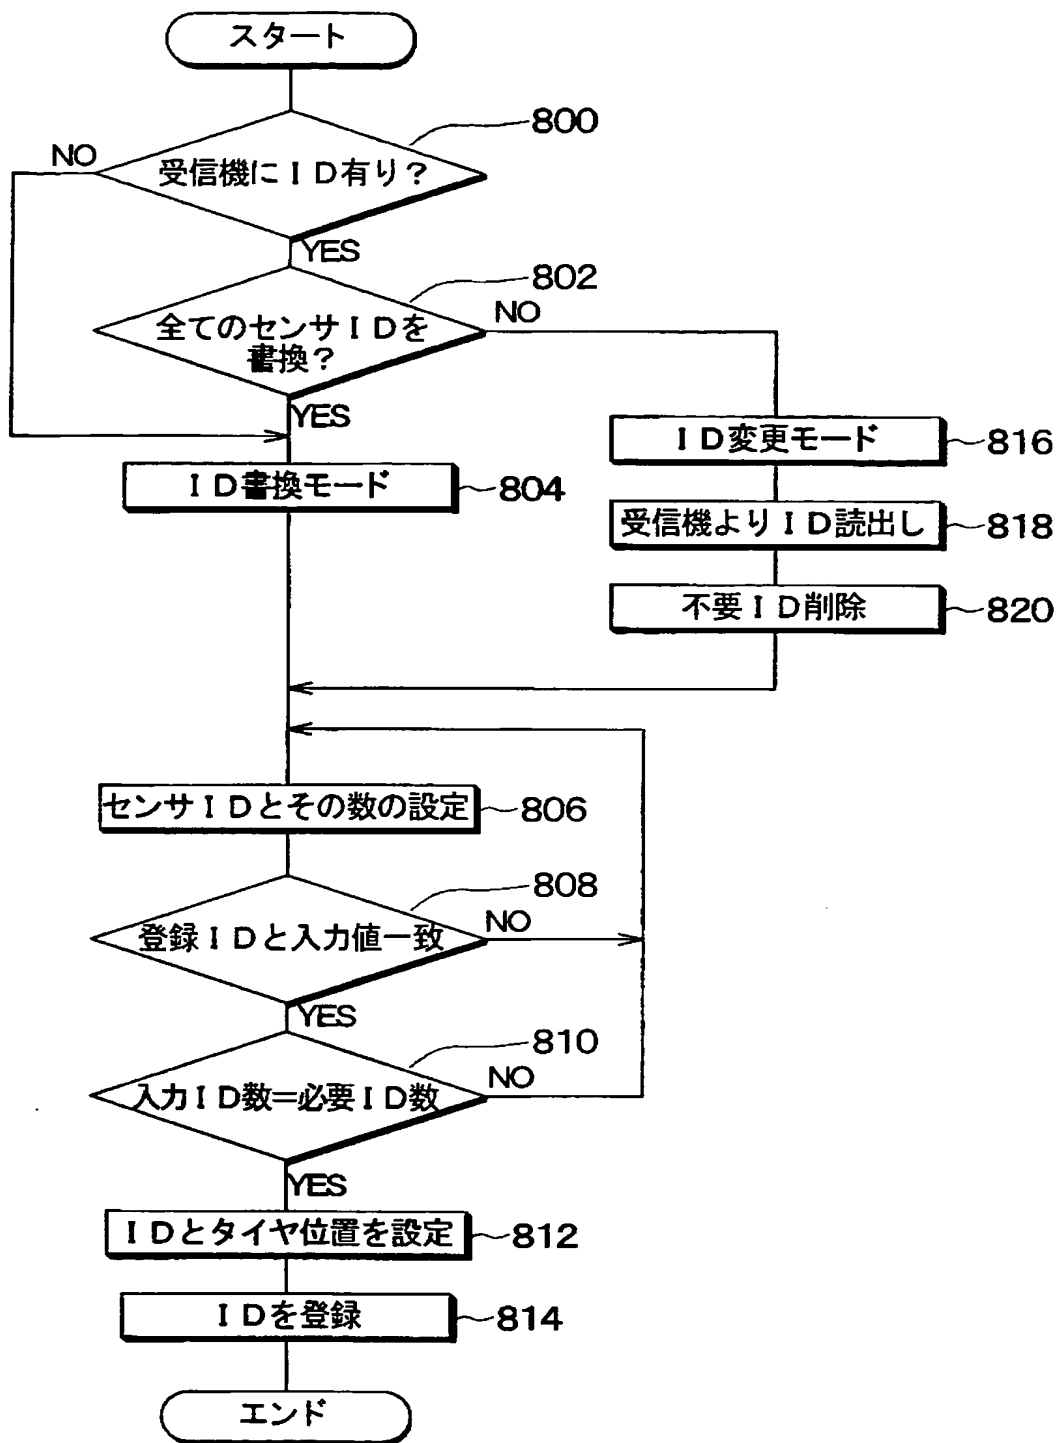 スタート
800
NO
受信機にＩＤ有り？
YES
802
NO
全てのセンサＩＤを
書換？
YES
ＩＤ変更モード
816
ＩＤ書換モード
804
受信機よりＩＤ読出し
818
不要ＩＤ削除
820
センサＩＤとその数の設定
806
808
NO
登録ＩＤと入力値一致
YES
810
NO
入力ＩＤ数＝必要ＩＤ数
YES
ＩＤとタイヤ位置を設定
812
ＩＤを登録
814
エンド